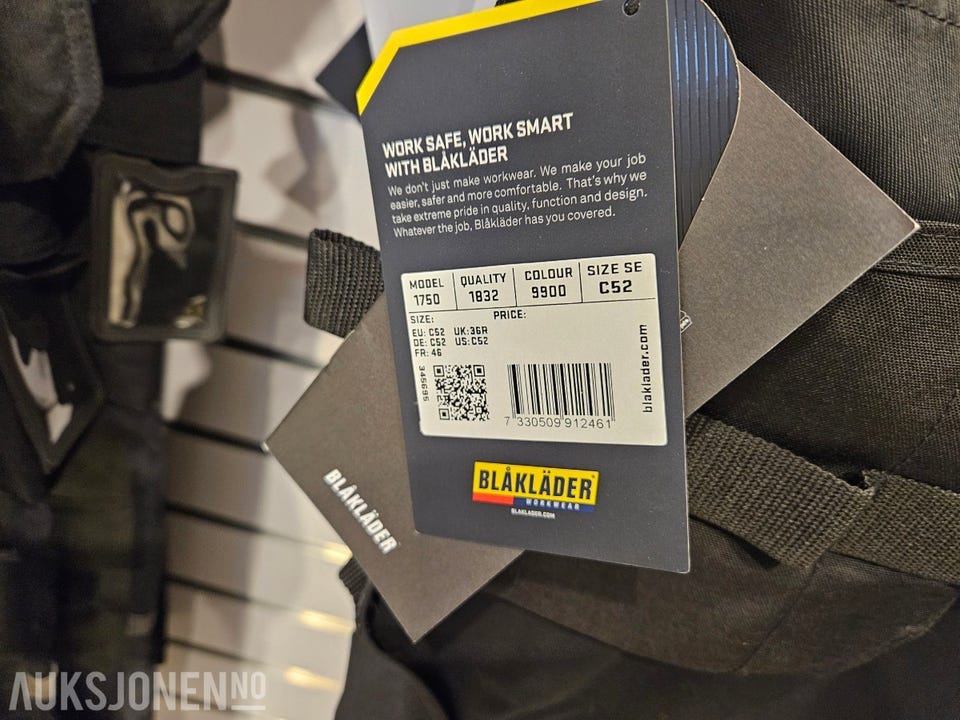 WORK SAFE, WORK SMART
WITH BLÅKLÄDER
We don't just make workwear. We make your job
easier, safer and more comfortable. That's why we
take extreme pride in quality, function and design.
Whatever the job, Blåkläder has you covered.
MODEL QUALITY COLOUR SIZE SE
1750 1832 9900 C52
SIZE: PRICE:
EU: C52 UK:36R
DE: C52 US:C52
FR: 46
345695
7 330509 912461
blaklader.com
BLÅKLÄDER
WORKWEAR
BLAKLADER.COM
BLÅKLÄDER
AUKSJONEN.NO